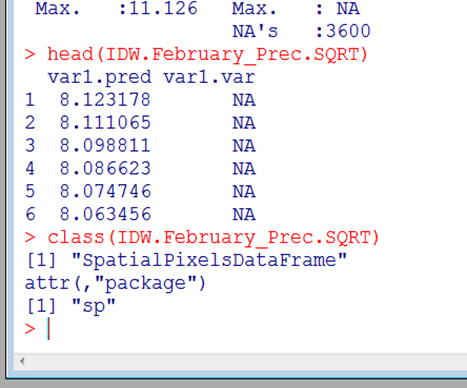 Max.   :11.126   Max.   : NA
                 NA's   :3600
> head(IDW.February_Prec.SQRT)
  var1.pred var1.var
1  8.123178       NA
2  8.111065       NA
3  8.098811       NA
4  8.086623       NA
5  8.074746       NA
6  8.063456       NA
> class(IDW.February_Prec.SQRT)
[1] "SpatialPixelsDataFrame"
attr(,"package")
[1] "sp"
>